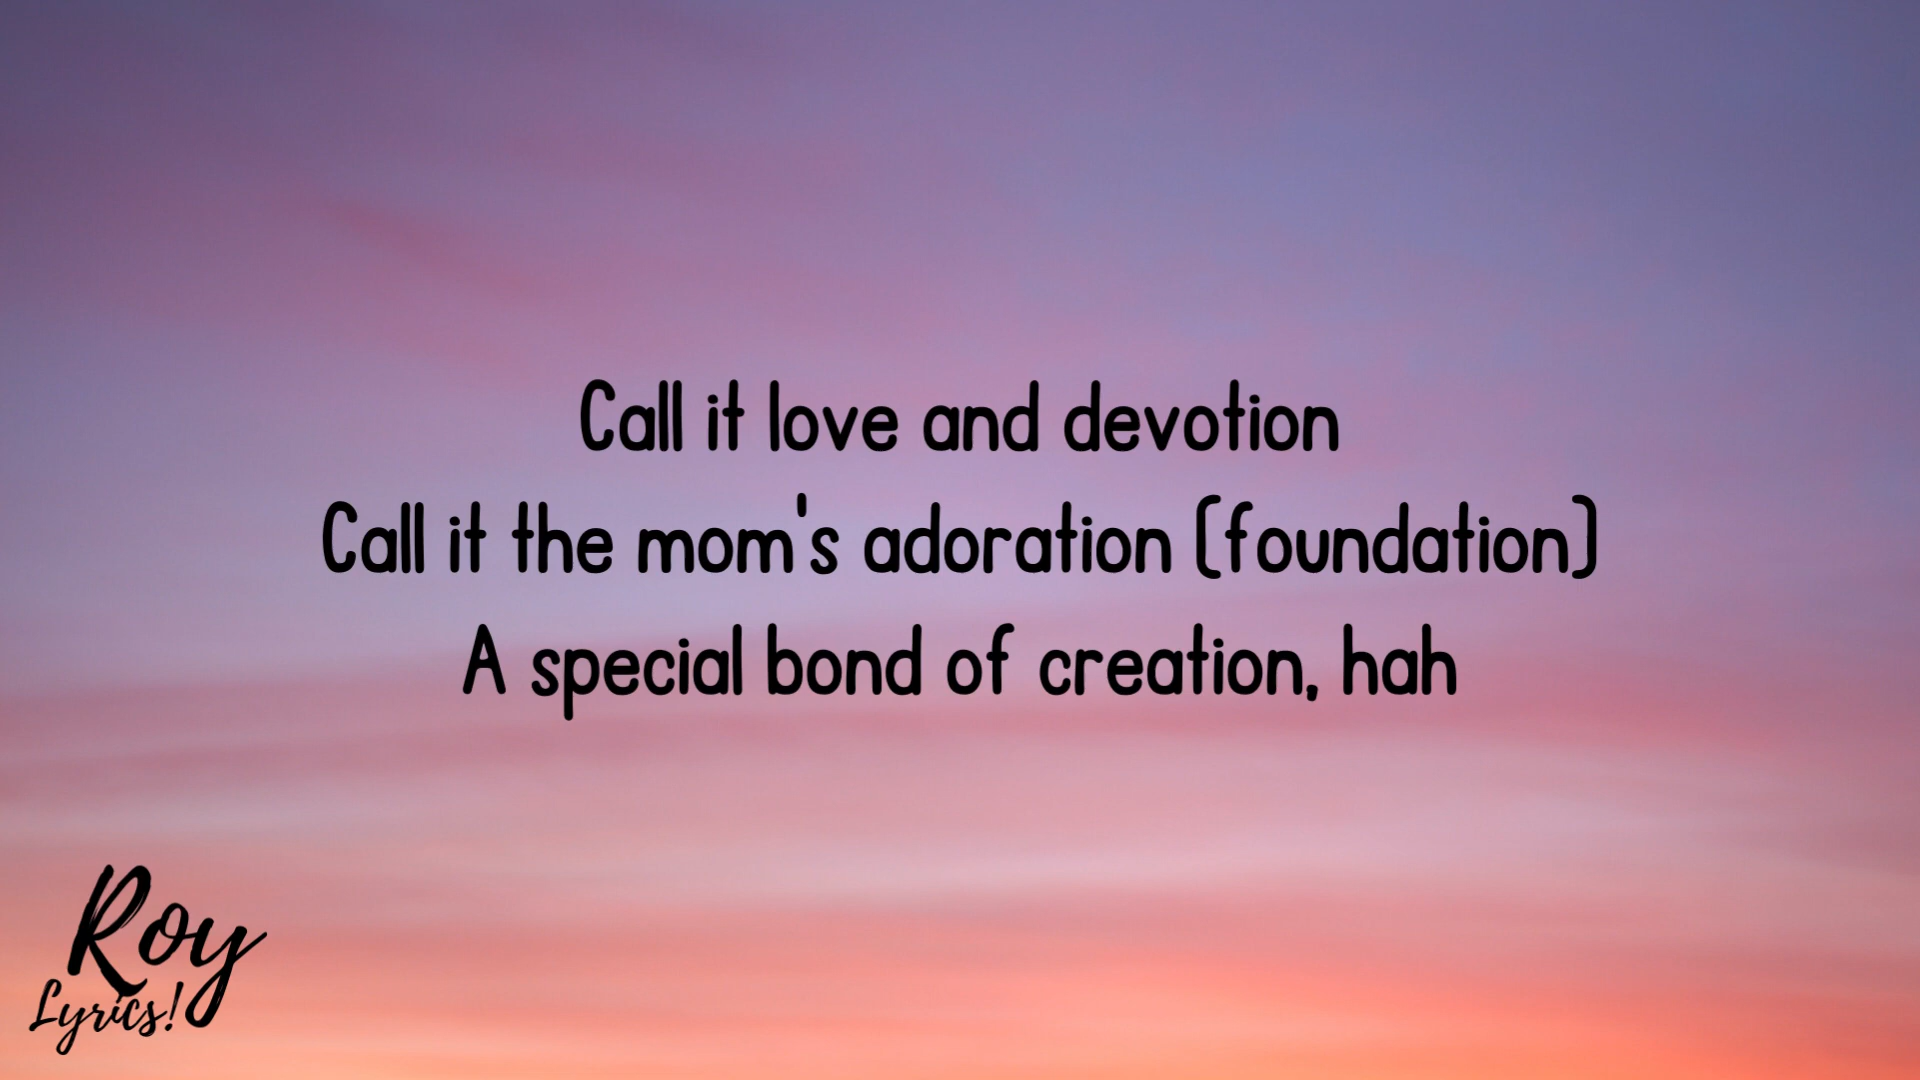 Call it love and devotion
Call it the mom's adoration (foundation)
A special bond of creation, hah
Roy
Lyrics!